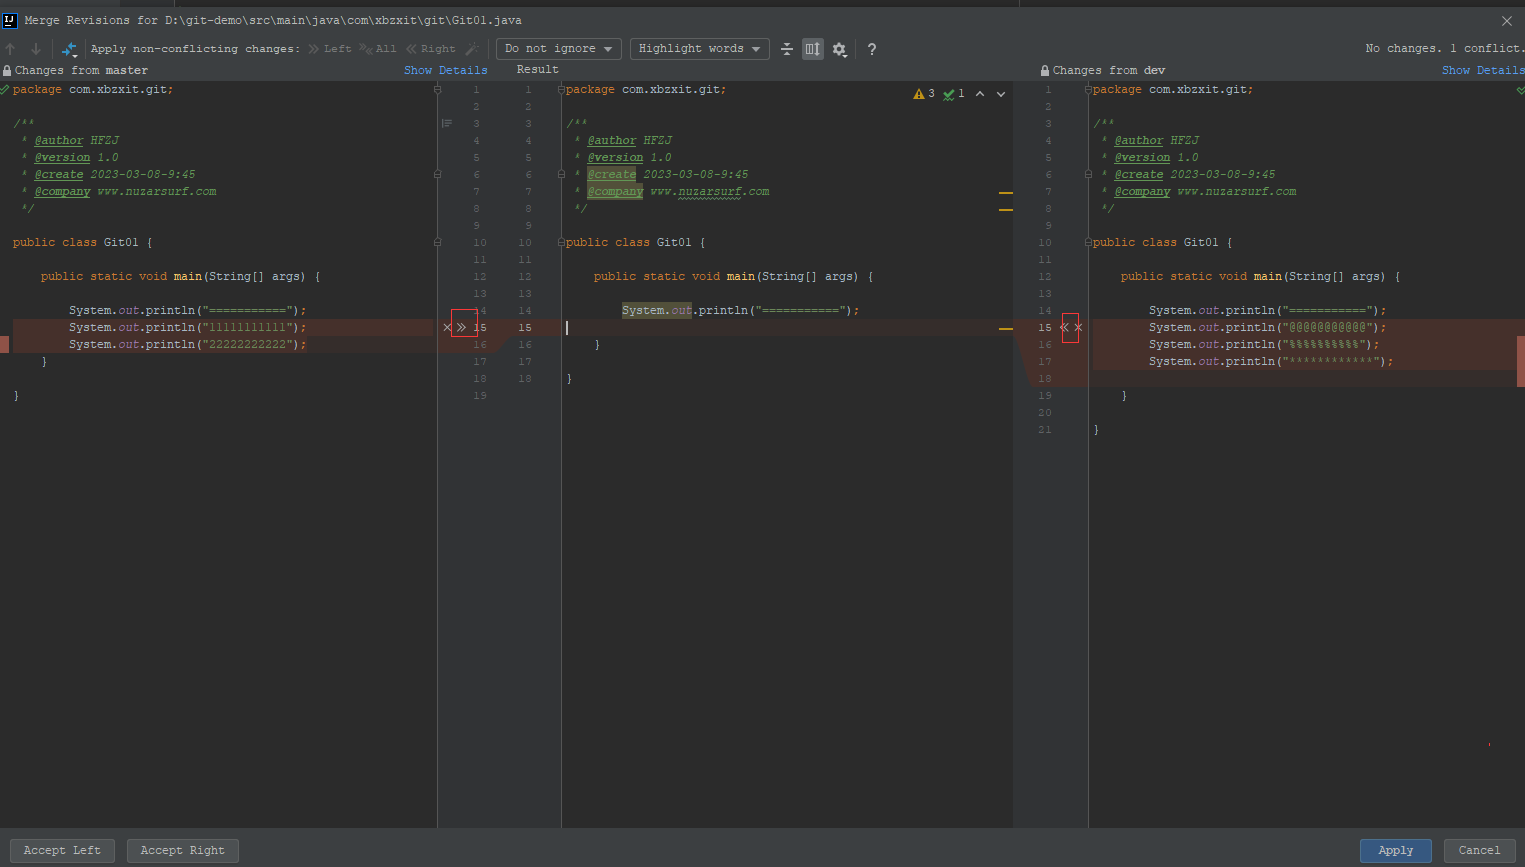 Merge Revisions for D:\git-demo\src\main\java\com\xbzxit\git\Git01.java
Apply non-conflicting changes: Left All Right Do not ignore Highlight words ? No changes. 1 conflict.
Changes from master Show Details Result Changes from dev Show Details
package com.xbzxit.git;
/**
* @author HFZJ
* @version 1.0
* @create 2023-03-08-9:45
* @company www.nuzarsurf.com
*/
public class Git01 {
public static void main(String[] args) {
System.out.println("===========");
System.out.println("11111111111");
System.out.println("22222222222");
}
}
1
2
3
4
5
6
7
8
9
10
11
12
13
14
15
16
17
18
19
1
2
3
4
5
6
7
8
9
10
11
12
13
14
15
16
17
18
package com.xbzxit.git;
3 1
/**
* @author HFZJ
* @version 1.0
* @create 2023-03-08-9:45
* @company www.nuzarsurf.com
*/
public class Git01 {
public static void main(String[] args) {
System.out.println("===========");
}
}
1
2
3
4
5
6
7
8
9
10
11
12
13
14
15
16
17
18
19
20
21
package com.xbzxit.git;
/**
* @author HFZJ
* @version 1.0
* @create 2023-03-08-9:45
* @company www.nuzarsurf.com
*/
public class Git01 {
public static void main(String[] args) {
System.out.println("===========");
System.out.println("@@@@@@@@@@@");
System.out.println("%%%%%%%%%%");
System.out.println("************");
}
}
Accept Left Accept Right Apply Cancel